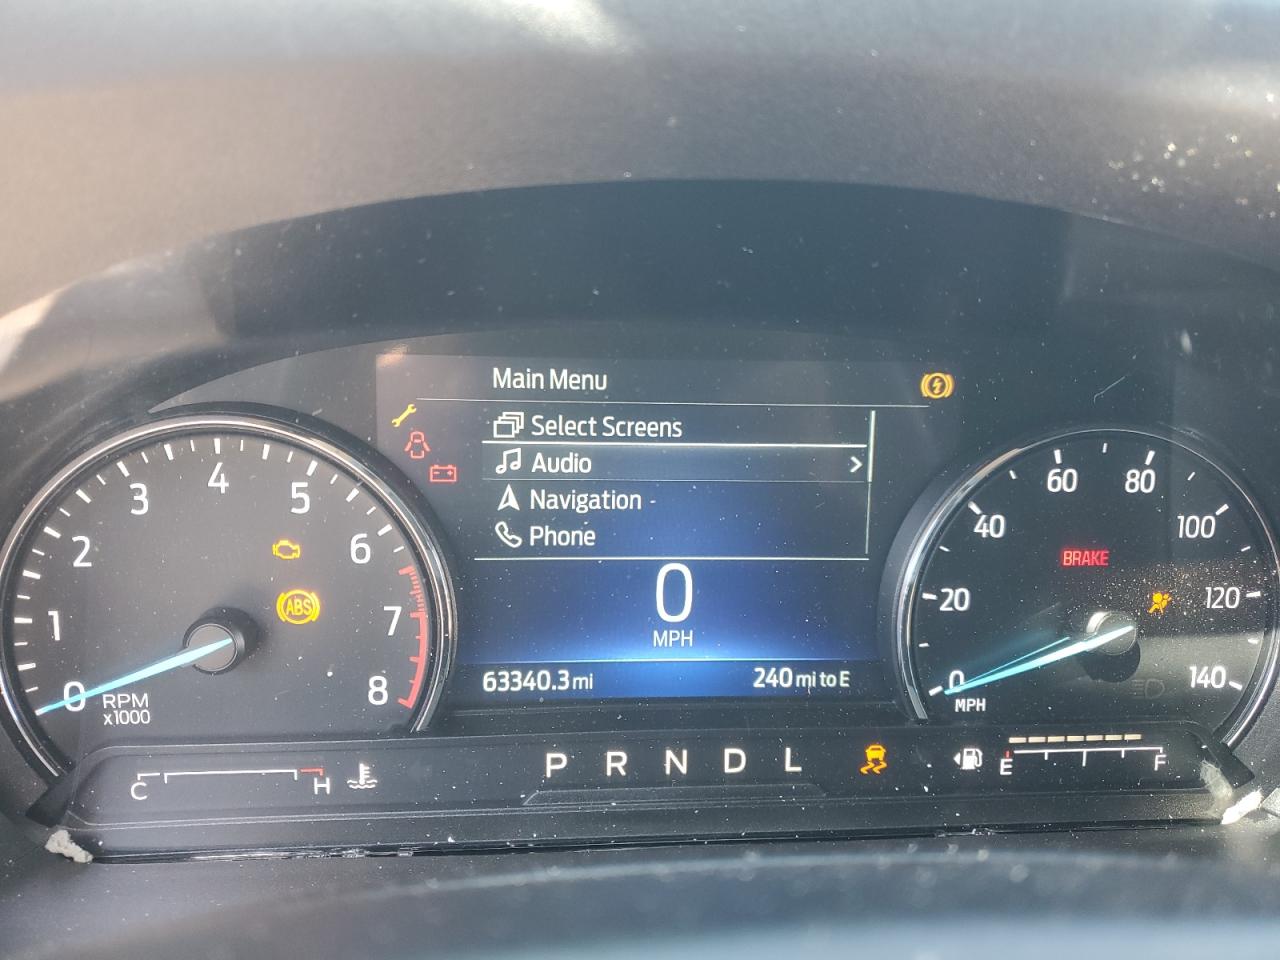 Main Menu
Select Screens
Audio
Navigation
Phone
0
MPH
63340.3 mi
240 mi to E
0
1
2
3
4
5
6
7
8
RPM
x1000
ABS
0
20
40
60
80
100
120
140
MPH
BRAKE
C
H
P R N D L
E
F